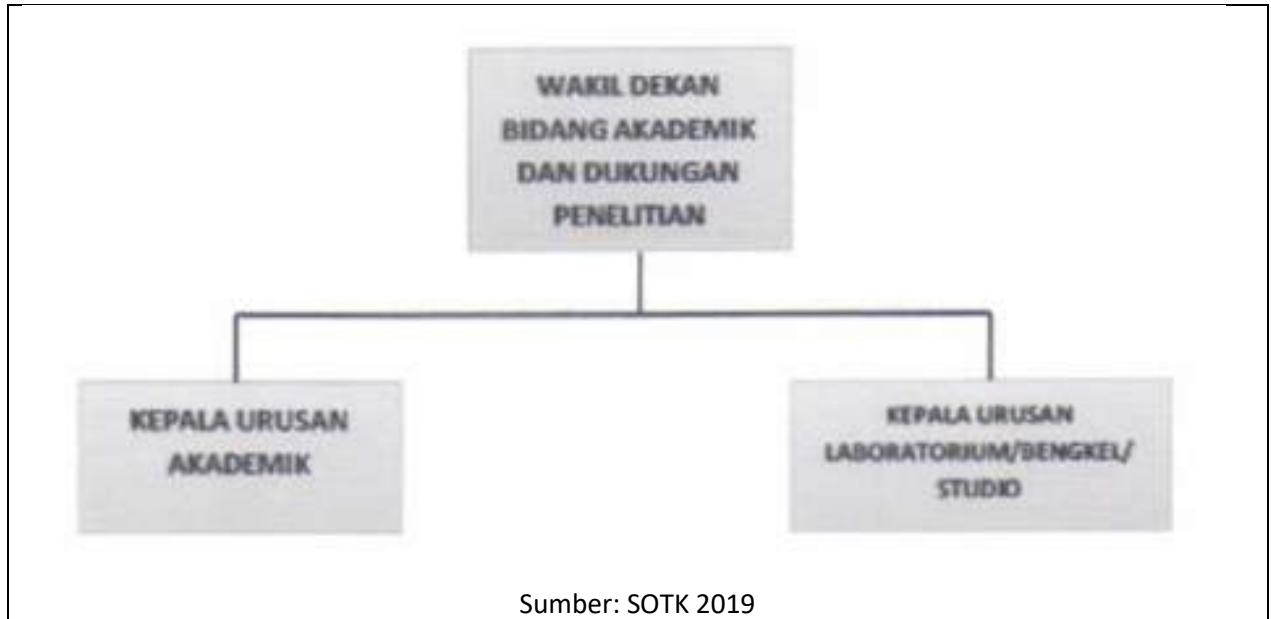 WAKIL DEKAN
BIDANG AKADEMIK
DAN DUKUNGAN
PENELITIAN
KEPALA URUSAN
AKADEMIK
KEPALA URUSAN
LABORATORIUM/BENGKEL/
STUDIO
Sumber: SOTK 2019